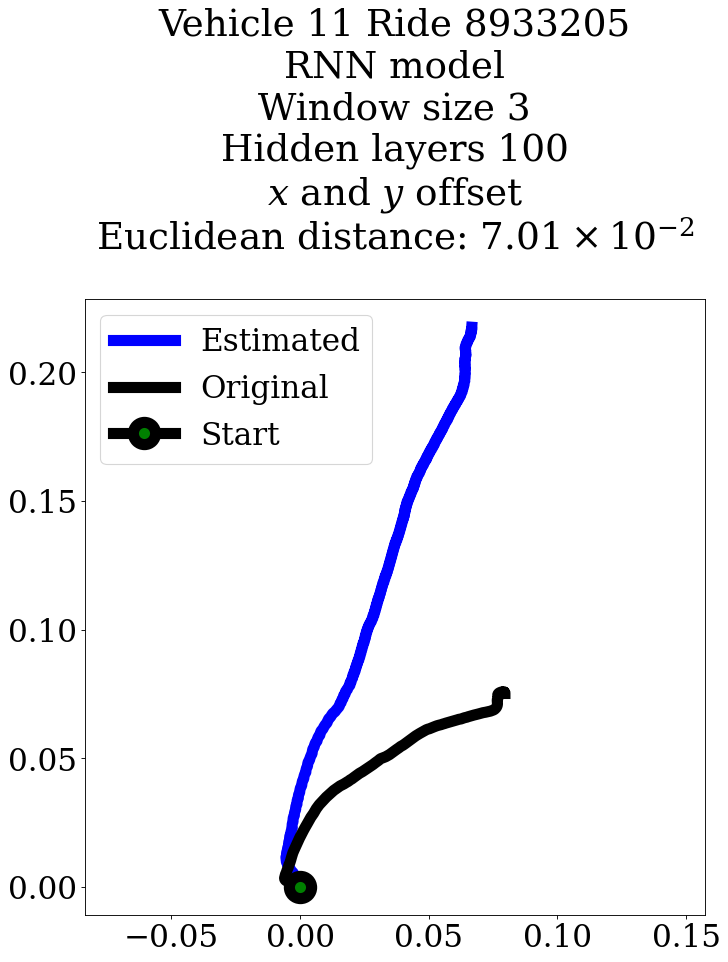 Vehicle 11 Ride 8933205
RNN model
Window size 3
Hidden layers 100
x and y offset
Euclidean distance: 7.01 × 10⁻²
Estimated
Original
Start
0.20
0.15
0.10
0.05
0.00
−0.05 0.00 0.05 0.10 0.15